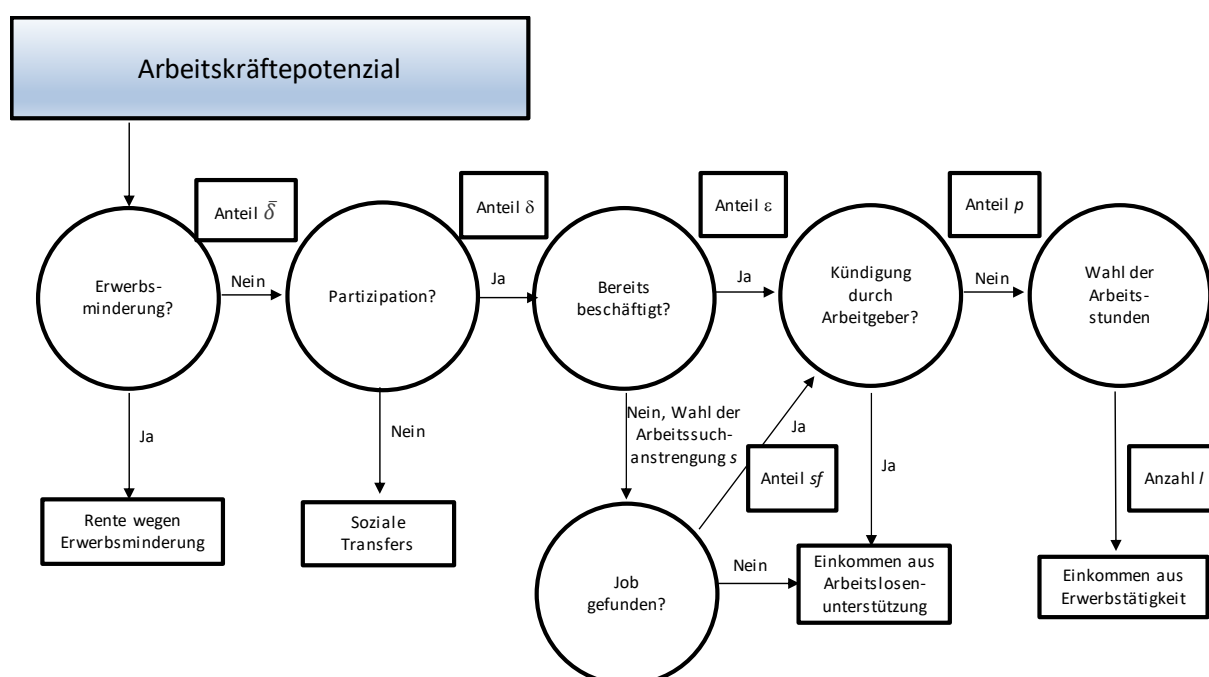 Arbeitskräftepotenzial
Anteil δ̄
Anteil δ
Anteil ε
Anteil p
Erwerbs-
minderung?
Nein
Partizipation?
Ja
Bereits
beschäftigt?
Ja
Kündigung
durch
Arbeitgeber?
Nein
Wahl der
Arbeits-
stunden
Ja
Nein
Nein, Wahl der
Arbeitssuch-
anstrengung s
Ja
Anteil sf
Ja
Anzahl l
Rente wegen
Erwerbsminderung
Soziale
Transfers
Job
gefunden?
Nein
Einkommen aus
Arbeitslosen-
unterstützung
Einkommen aus
Erwerbstätigkeit